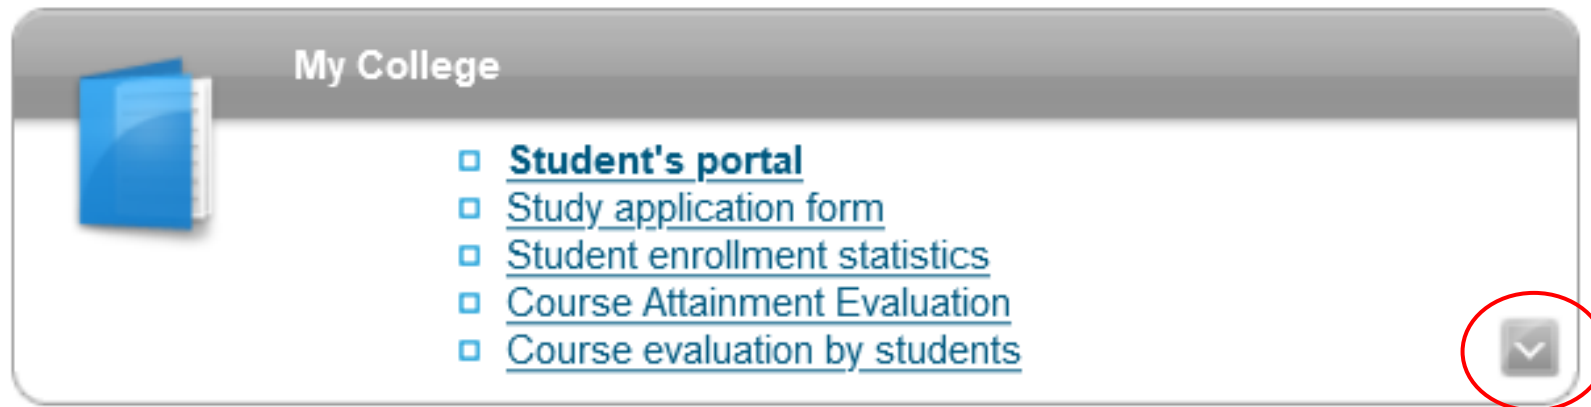 My College
Student's portal
Study application form
Student enrollment statistics
Course Attainment Evaluation
Course evaluation by students